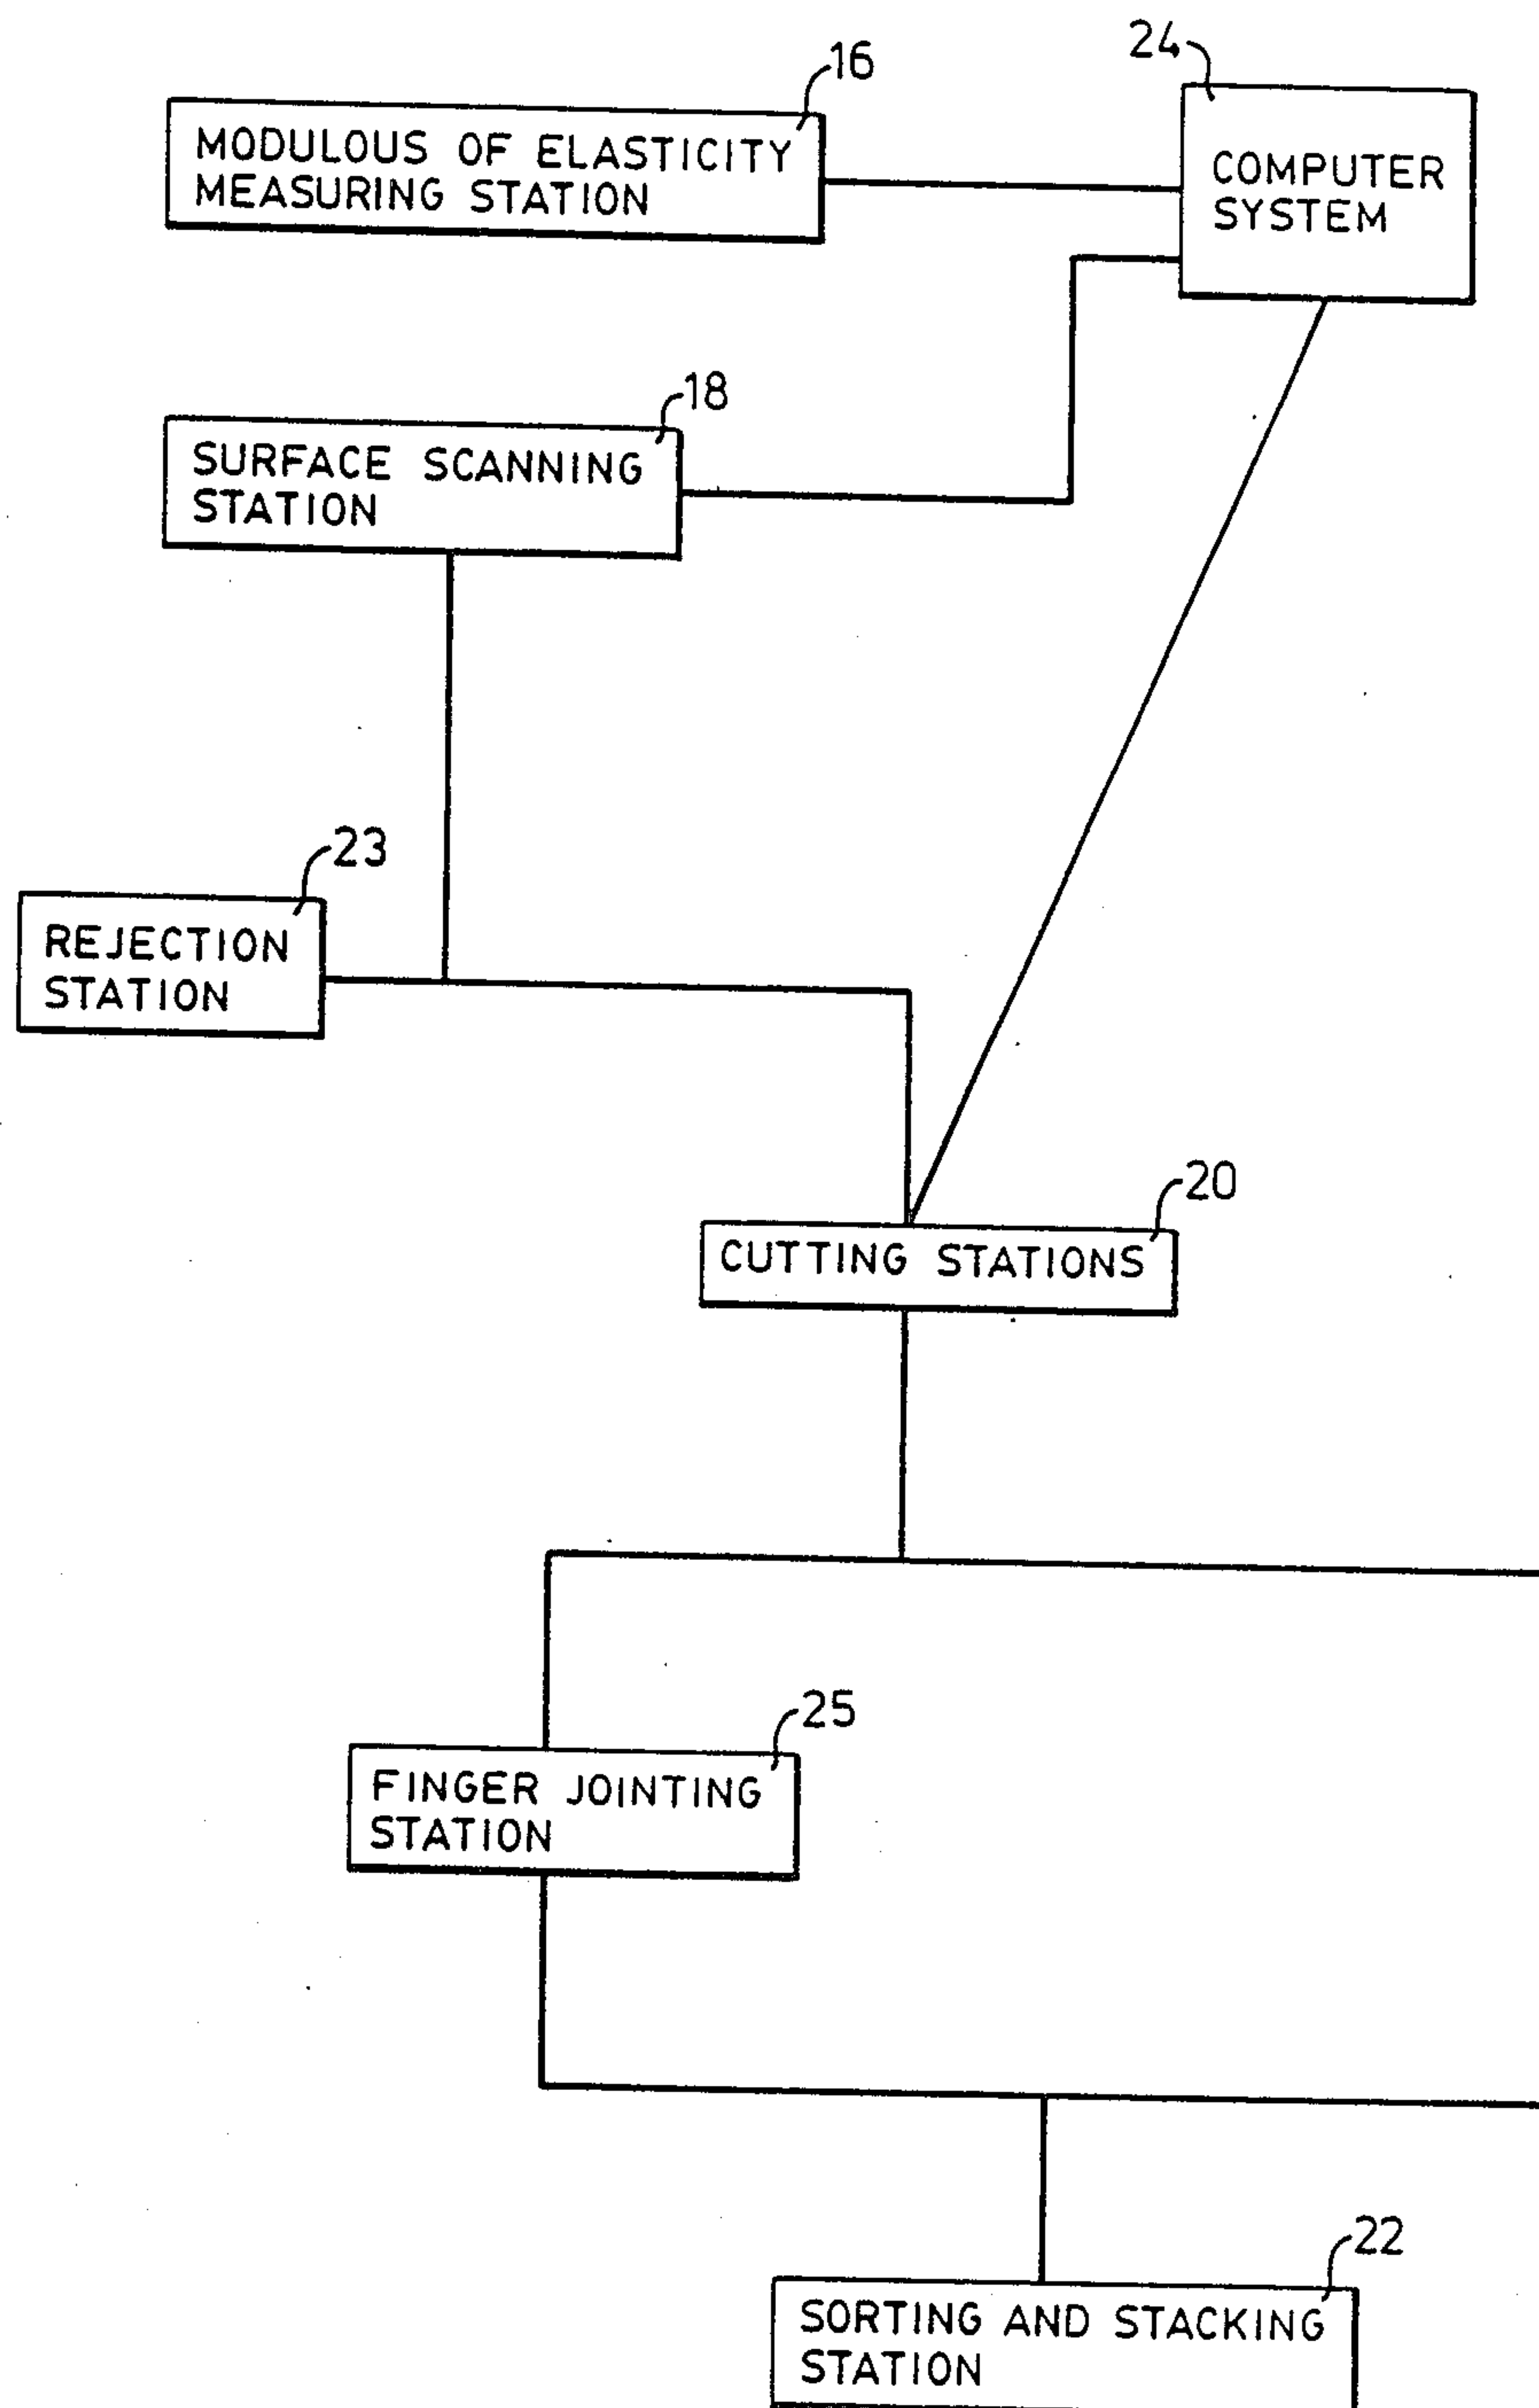 16
24
MODULOUS OF ELASTICITY
MEASURING STATION
COMPUTER
SYSTEM
18
SURFACE SCANNING
STATION
23
REJECTION
STATION
20
CUTTING STATIONS
25
FINGER JOINTING
STATION
22
SORTING AND STACKING
STATION